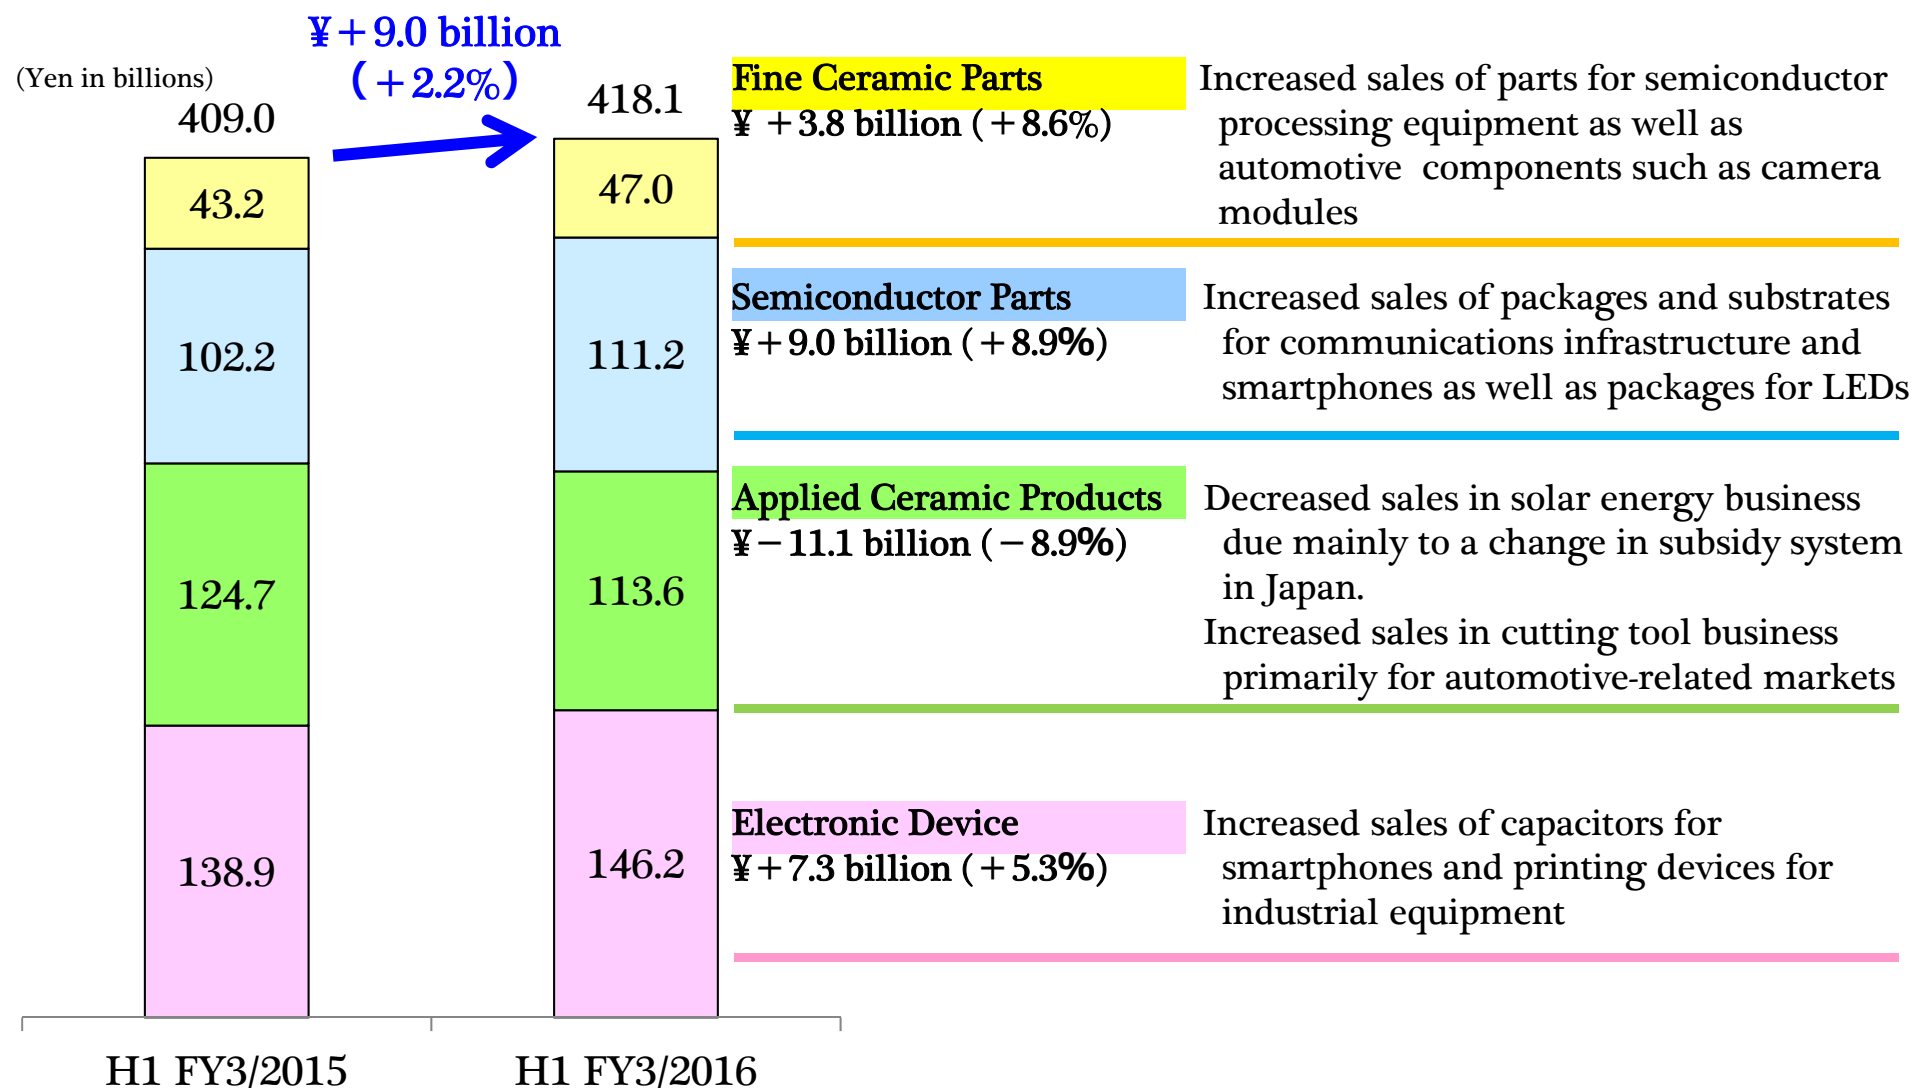 ¥+9.0 billion
(+2.2%)
(Yen in billions)
409.0
418.1
43.2
47.0
102.2
111.2
124.7
113.6
138.9
146.2
H1 FY3/2015
H1 FY3/2016
Fine Ceramic Parts
¥ +3.8 billion (+8.6%)
Increased sales of parts for semiconductor
processing equipment as well as
automotive components such as camera
modules
Semiconductor Parts
¥+9.0 billion (+8.9%)
Increased sales of packages and substrates
for communications infrastructure and
smartphones as well as packages for LEDs
Applied Ceramic Products
¥-11.1 billion (-8.9%)
Decreased sales in solar energy business
due mainly to a change in subsidy system
in Japan.
Increased sales in cutting tool business
primarily for automotive-related markets
Electronic Device
¥+7.3 billion (+5.3%)
Increased sales of capacitors for
smartphones and printing devices for
industrial equipment